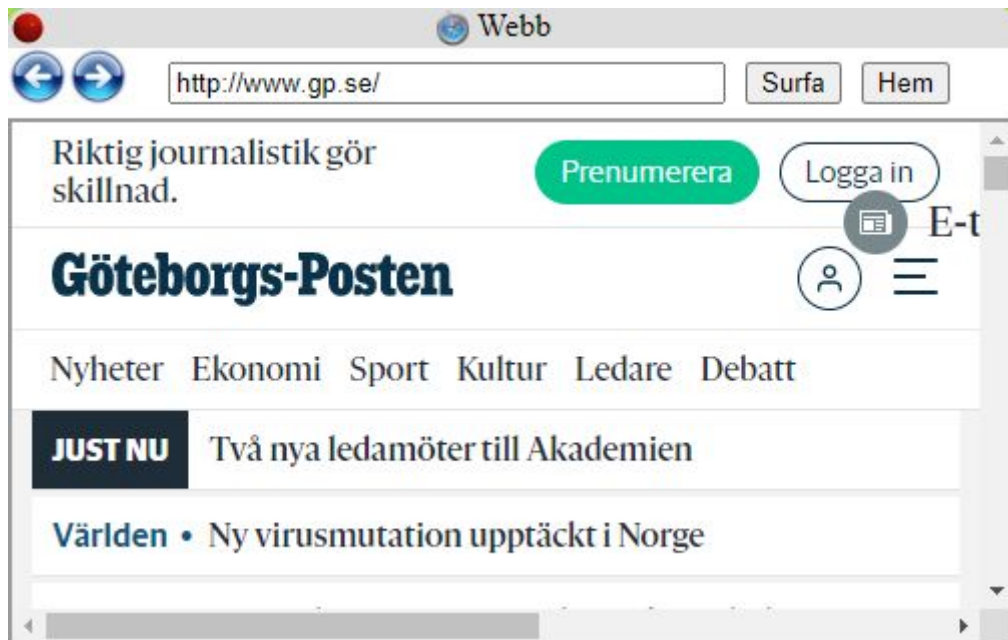 Webb
http://www.gp.se/ Surfa Hem
Riktig journalistik gör
skillnad.
Prenumerera Logga in
E-t
Göteborgs-Posten
Nyheter Ekonomi Sport Kultur Ledare Debatt
JUST NU Två nya ledamöter till Akademien
Världen • Ny virusmutation upptäckt i Norge